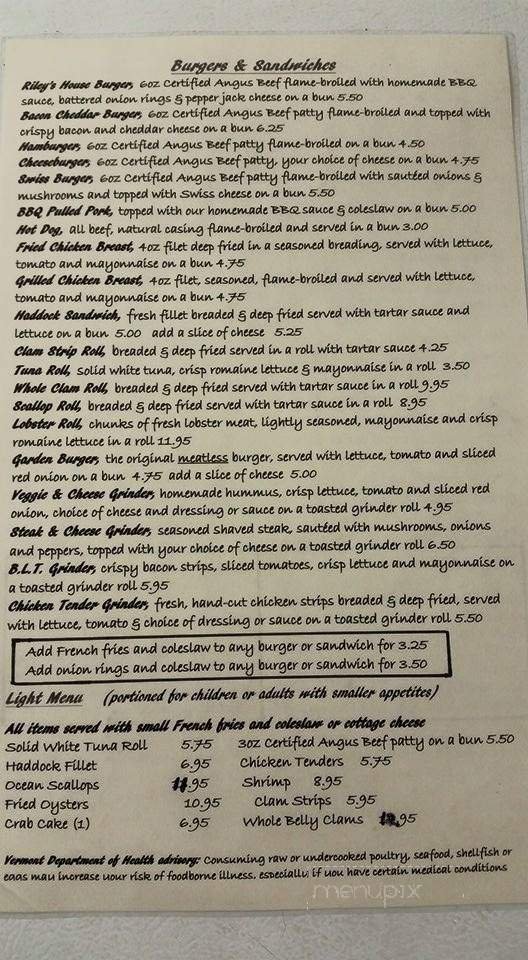 Burgers & Sandwiches
Riley's House Burger, 6oz Certified Angus Beef flame-broiled with homemade BBQ
sauce, battered onion rings & pepper jack cheese on a bun 5.50
Bacon Cheddar Burger, 6oz Certified Angus Beef patty flame-broiled and topped with
crispy bacon and cheddar cheese on a bun 6.25
Hamburger, 6oz Certified Angus Beef patty flame-broiled on a bun 4.50
Cheeseburger, 6oz Certified Angus Beef patty, your choice of cheese on a bun 4.75
Swiss Burger, 6oz Certified Angus Beef patty flame-broiled with sautéed onions &
mushrooms and topped with Swiss cheese on a bun 5.50
BBQ Pulled Pork, topped with our homemade BBQ sauce & coleslaw on a bun 5.00
Hot Dog, all beef, natural casing flame-broiled and served in a bun 3.00
Fried Chicken Breast, 4oz filet deep fried in a seasoned breading, served with lettuce,
tomato and mayonnaise on a bun 4.75
Grilled Chicken Breast, 4oz filet, seasoned, flame-broiled and served with lettuce,
tomato and mayonnaise on a bun 4.75
Haddock Sandwich, fresh fillet breaded & deep fried served with tartar sauce and
lettuce on a bun 5.00 add a slice of cheese 5.25
Clam Strip Roll, breaded & deep fried served in a roll with tartar sauce 4.25
Tuna Roll, solid white tuna, crisp romaine lettuce & mayonnaise in a roll 3.50
Whole Clam Roll, breaded & deep fried served with tartar sauce in a roll 9.95
Scallop Roll, breaded & deep fried served with tartar sauce in a roll 8.95
Lobster Roll, chunks of fresh lobster meat, lightly seasoned, mayonnaise and crisp
romaine lettuce in a roll 11.95
Garden Burger, the original meatless burger, served with lettuce, tomato and sliced
red onion on a bun 4.75 add a slice of cheese 5.00
Veggie & Cheese Grinder, homemade hummus, crisp lettuce, tomato and sliced red
onion, choice of cheese and dressing or sauce on a toasted grinder roll 4.95
Steak & Cheese Grinder, seasoned shaved steak, sautéed with mushrooms, onions
and peppers, topped with your choice of cheese on a toasted grinder roll 6.50
B.L.T. Grinder, crispy bacon strips, sliced tomatoes, crisp lettuce and mayonnaise on
a toasted grinder roll 5.95
Chicken Tender Grinder, fresh, hand-cut chicken strips breaded & deep fried, served
with lettuce, tomato & choice of dressing or sauce on a toasted grinder roll 5.50
Add French fries and coleslaw to any burger or sandwich for 3.25
Add onion rings and coleslaw to any burger or sandwich for 3.50
Light Menu (portioned for children or adults with smaller appetites)
All items served with small French fries and coleslaw or cottage cheese
Solid White Tuna Roll 5.75 3oz Certified Angus Beef patty on a bun 5.50
Haddock Fillet 6.95 Chicken Tenders 5.75
Ocean Scallops .95 Shrimp 8.95
Fried Oysters 10.95 Clam Strips 5.95
Crab Cake (1) 6.95 Whole Belly Clams .95
Vermont Department of Health advisory: Consuming raw or undercooked poultry, seafood, shellfish or
eggs may increase your risk of foodborne illness, especially if you have certain medical conditions
menupix